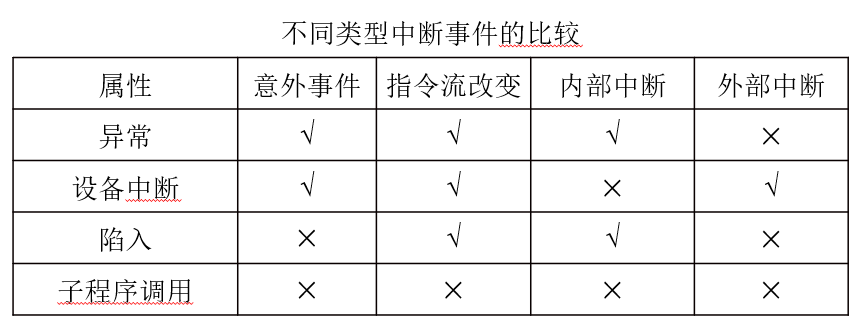 不同类型中断事件的比较
属性 意外事件 指令流改变 内部中断 外部中断
异常 √ √ √ ×
设备中断 √ √ × √
陷入 × √ √ ×
子程序调用 × × × ×